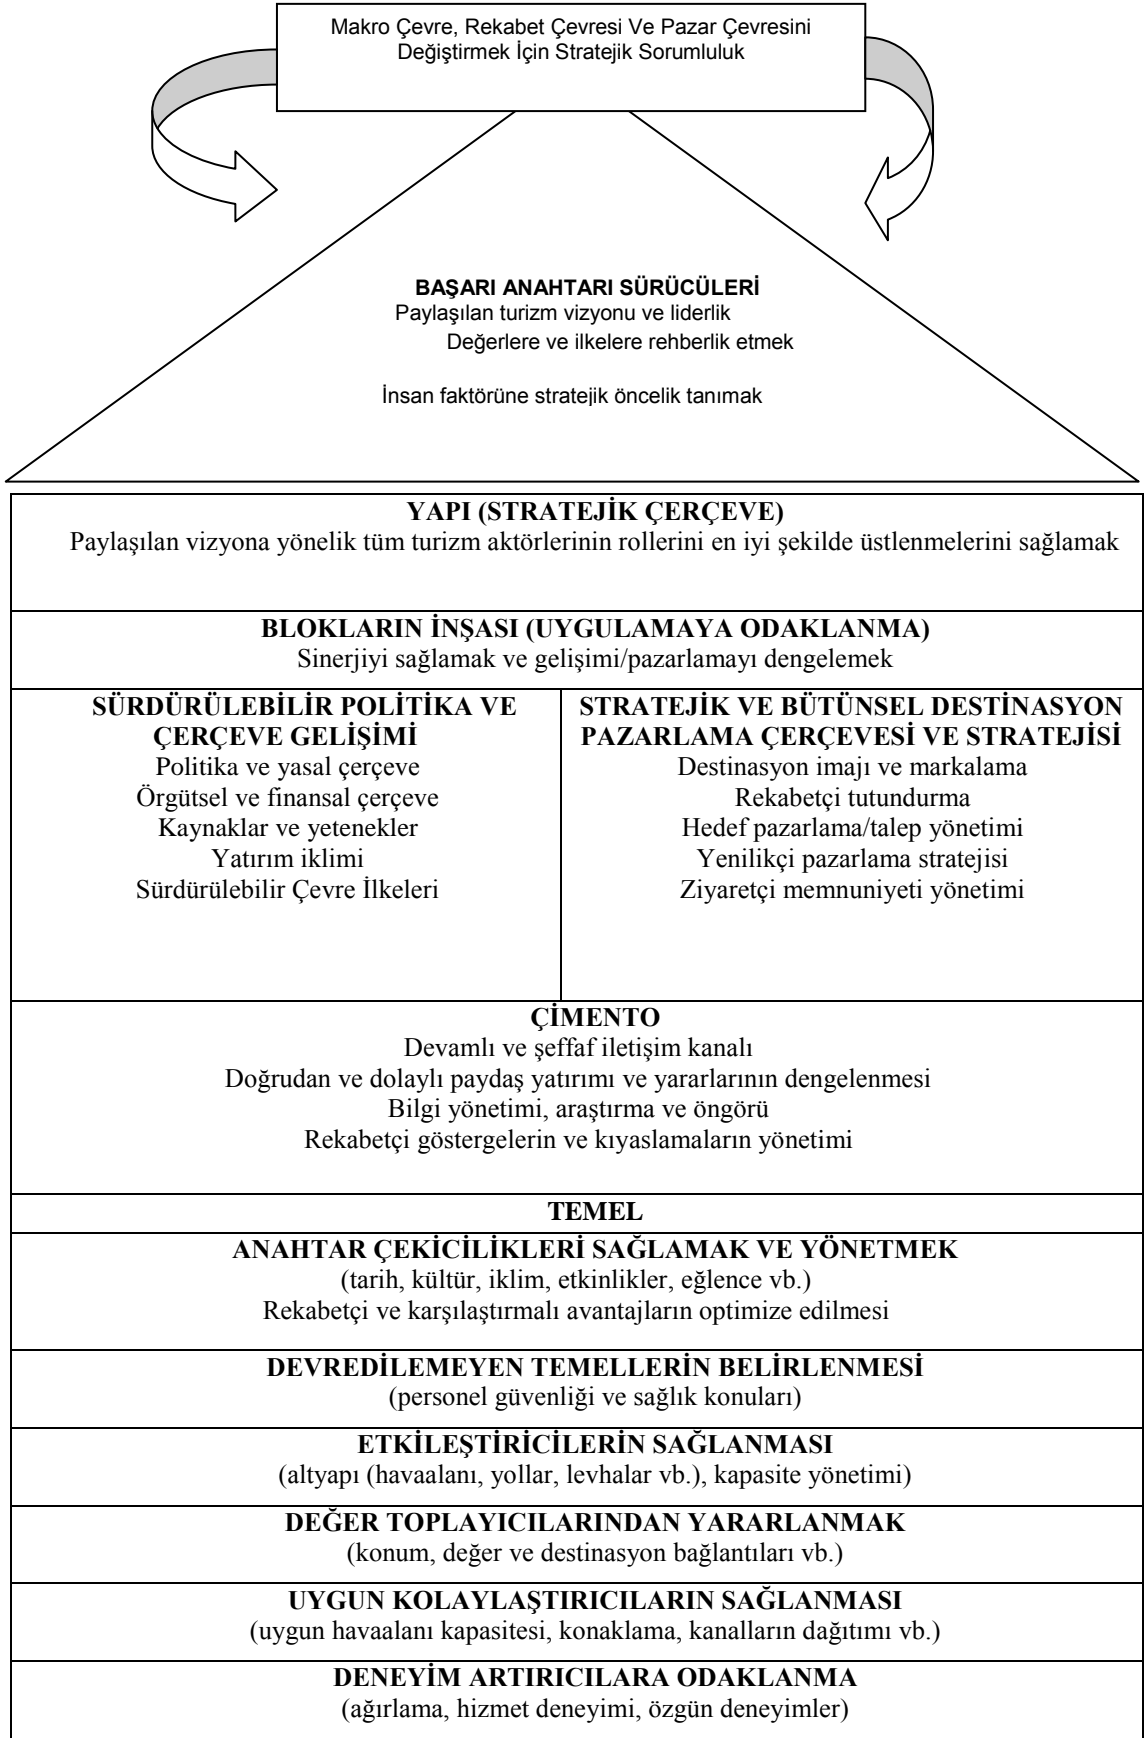 Makro Çevre, Rekabet Çevresi Ve Pazar Çevresini
Değiştirmek İçin Stratejik Sorumluluk
BAŞARI ANAHTARI SÜRÜCÜLERİ
Paylaşılan turizm vizyonu ve liderlik
Değerlere ve ilkelere rehberlik etmek
İnsan faktörüne stratejik öncelik tanımak
YAPI (STRATEJİK ÇERÇEVE)
Paylaşılan vizyona yönelik tüm turizm aktörlerinin rollerini en iyi şekilde üstlenmelerini sağlamak
BLOKLARIN İNŞASI (UYGULAMAYA ODAKLANMA)
Sinerjiyi sağlamak ve gelişimi/pazarlamayı dengelemek
SÜRDÜRÜLEBİLİR POLİTİKA VE
ÇERÇEVE GELİŞİMİ
Politika ve yasal çerçeve
Örgütsel ve finansal çerçeve
Kaynaklar ve yetenekler
Yatırım iklimi
Sürdürülebilir Çevre İlkeleri
STRATEJİK VE BÜTÜNSEL DESTİNASYON
PAZARLAMA ÇERÇEVESİ VE STRATEJİSİ
Destinasyon imajı ve markalama
Rekabetçi tutundurma
Hedef pazarlama/talep yönetimi
Yenilikçi pazarlama stratejisi
Ziyaretçi memnuniyeti yönetimi
ÇİMENTO
Devamlı ve şeffaf iletişim kanalı
Doğrudan ve dolaylı paydaş yatırımı ve yararlarının dengelenmesi
Bilgi yönetimi, araştırma ve öngörü
Rekabetçi göstergelerin ve kıyaslamaların yönetimi
TEMEL
ANAHTAR ÇEKİCİLİKLERİ SAĞLAMAK VE YÖNETMEK
(tarih, kültür, iklim, etkinlikler, eğlence vb.)
Rekabetçi ve karşılaştırmalı avantajların optimize edilmesi
DEVREDİLEMEYEN TEMELLERİN BELİRLENMESİ
(personel güvenliği ve sağlık konuları)
ETKİLEŞTİRİCİLERİN SAĞLANMASI
(altyapı (havaalanı, yollar, levhalar vb.), kapasite yönetimi)
DEĞER TOPLAYICILARINDAN YARARLANMAK
(konum, değer ve destinasyon bağlantıları vb.)
UYGUN KOLAYLAŞTIRICILARIN SAĞLANMASI
(uygun havaalanı kapasitesi, konaklama, kanalların dağıtımı vb.)
DENEYİM ARTIRICILARA ODAKLANMA
(ağırlama, hizmet deneyimi, özgün deneyimler)